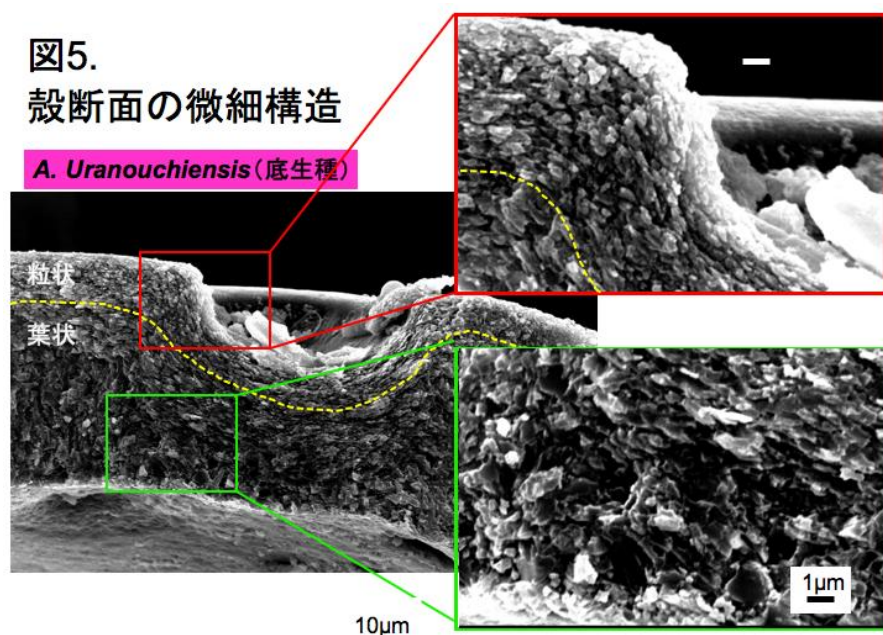 図5.
殻断面の微細構造
A. Uranouchiensis(底生種)
粒状
葉状
1μm
10μm